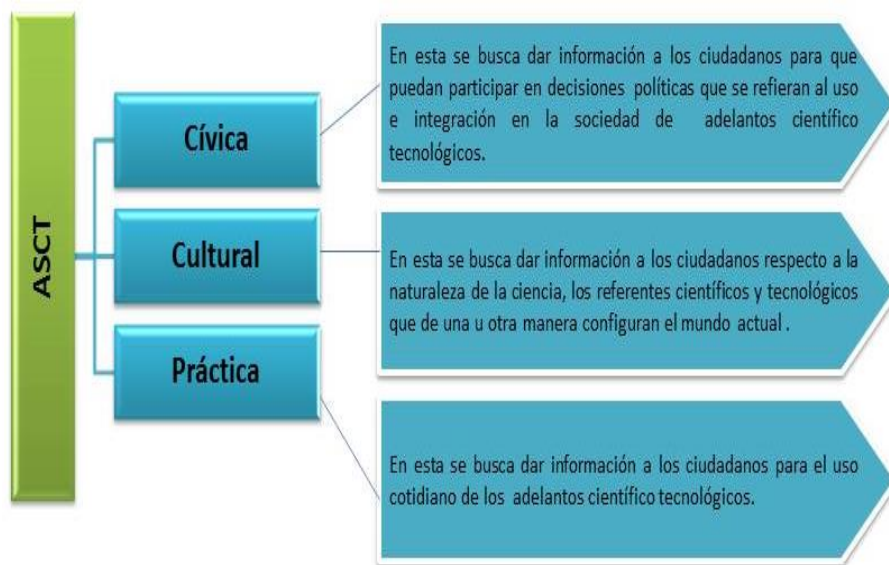 ASCT
Cívica
En esta se busca dar información a los ciudadanos para que
puedan participar en decisiones políticas que se refieran al uso
e integración en la sociedad de adelantos científico
tecnológicos.
Cultural
En esta se busca dar información a los ciudadanos respecto a la
naturaleza de la ciencia, los referentes científicos y tecnológicos
que de una u otra manera configuran el mundo actual .
Práctica
En esta se busca dar información a los ciudadanos para el uso
cotidiano de los adelantos científico tecnológicos.